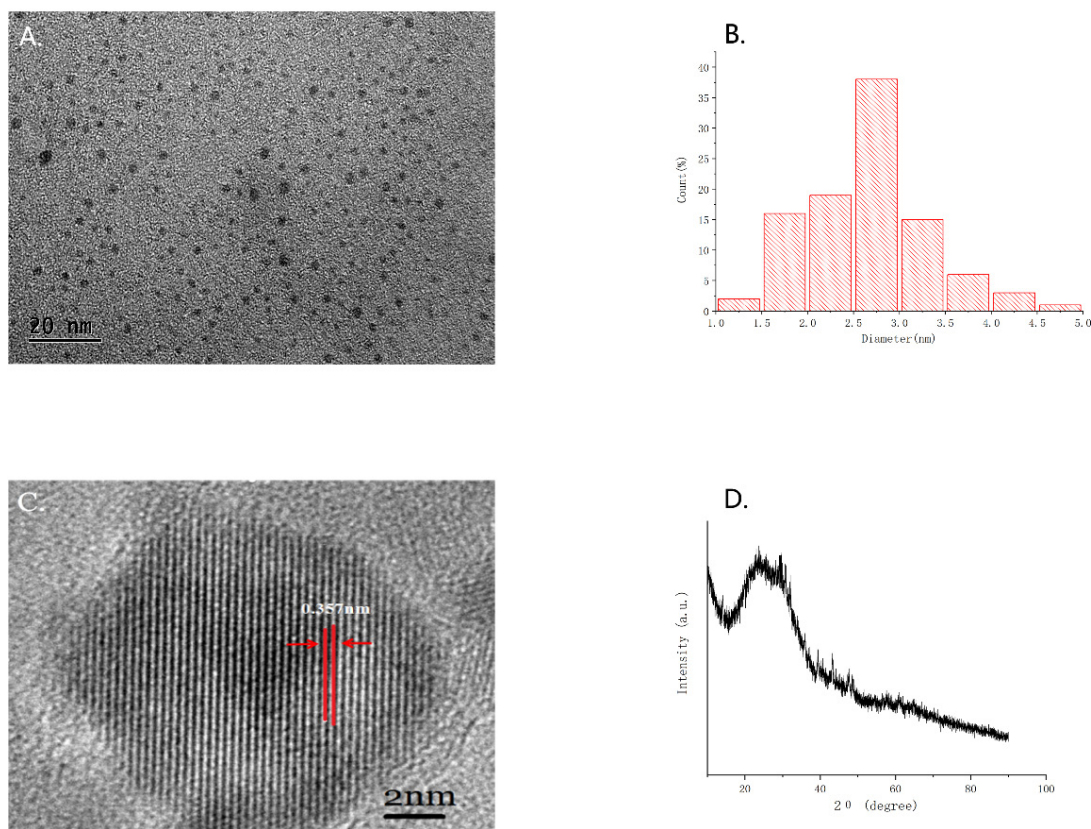 A.
20 nm
B.
Count(%)
40
35
30
25
20
15
10
5
0
1.0 1.5 2.0 2.5 3.0 3.5 4.0 4.5 5.0
Diameter(nm)
C.
0.357nm
2nm
D.
Intensity (a.u.)
20 40 60 80 100
2θ (degree)